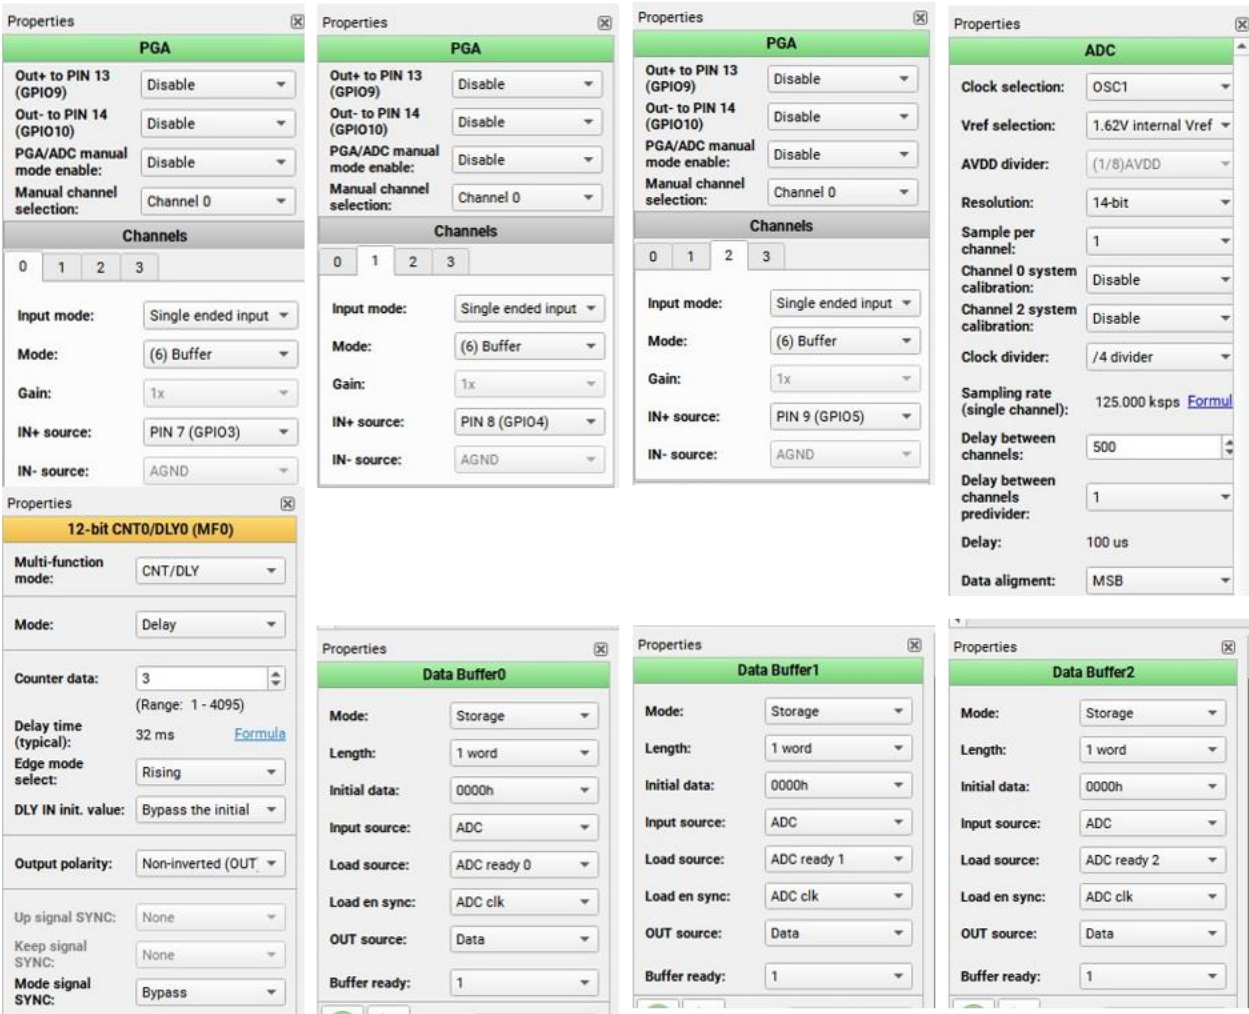 Properties
PGA
Out+ to PIN 13
(GPIO9)
Disable
Out- to PIN 14
(GPIO10)
Disable
PGA/ADC manual
mode enable:
Disable
Manual channel
selection:
Channel 0
Channels
0 1 2 3
Input mode: Single ended input
Mode: (6) Buffer
Gain: 1x
IN+ source: PIN 7 (GPIO3)
IN- source: AGND
Properties
PGA
Out+ to PIN 13
(GPIO9)
Disable
Out- to PIN 14
(GPIO10)
Disable
PGA/ADC manual
mode enable:
Disable
Manual channel
selection:
Channel 0
Channels
0 1 2 3
Input mode: Single ended input
Mode: (6) Buffer
Gain: 1x
IN+ source: PIN 8 (GPIO4)
IN- source: AGND
Properties
PGA
Out+ to PIN 13
(GPIO9)
Disable
Out- to PIN 14
(GPIO10)
Disable
PGA/ADC manual
mode enable:
Disable
Manual channel
selection:
Channel 0
Channels
0 1 2 3
Input mode: Single ended input
Mode: (6) Buffer
Gain: 1x
IN+ source: PIN 9 (GPIO5)
IN- source: AGND
Properties
ADC
Clock selection: OSC1
Vref selection: 1.62V internal Vref
AVDD divider: (1/8)AVDD
Resolution: 14-bit
Sample per
channel:
1
Channel 0 system
calibration:
Disable
Channel 2 system
calibration:
Disable
Clock divider: /4 divider
Sampling rate
(single channel):
125.000 ksps Formul
Delay between
channels:
500
Delay between
channels
predivider:
1
Delay: 100 us
Data aligment: MSB
Properties
12-bit CNT0/DLY0 (MF0)
Multi-function
mode:
CNT/DLY
Mode: Delay
Counter data: 3
(Range: 1 - 4095)
Delay time
(typical):
32 ms Formula
Edge mode
select:
Rising
DLY IN init. value: Bypass the initial
Output polarity: Non-inverted (OUT
Up signal SYNC: None
Keep signal
SYNC:
None
Mode signal
SYNC:
Bypass
Properties
Data Buffer0
Mode: Storage
Length: 1 word
Initial data: 0000h
Input source: ADC
Load source: ADC ready 0
Load en sync: ADC clk
OUT source: Data
Buffer ready: 1
Properties
Data Buffer1
Mode: Storage
Length: 1 word
Initial data: 0000h
Input source: ADC
Load source: ADC ready 1
Load en sync: ADC clk
OUT source: Data
Buffer ready: 1
Properties
Data Buffer2
Mode: Storage
Length: 1 word
Initial data: 0000h
Input source: ADC
Load source: ADC ready 2
Load en sync: ADC clk
OUT source: Data
Buffer ready: 1